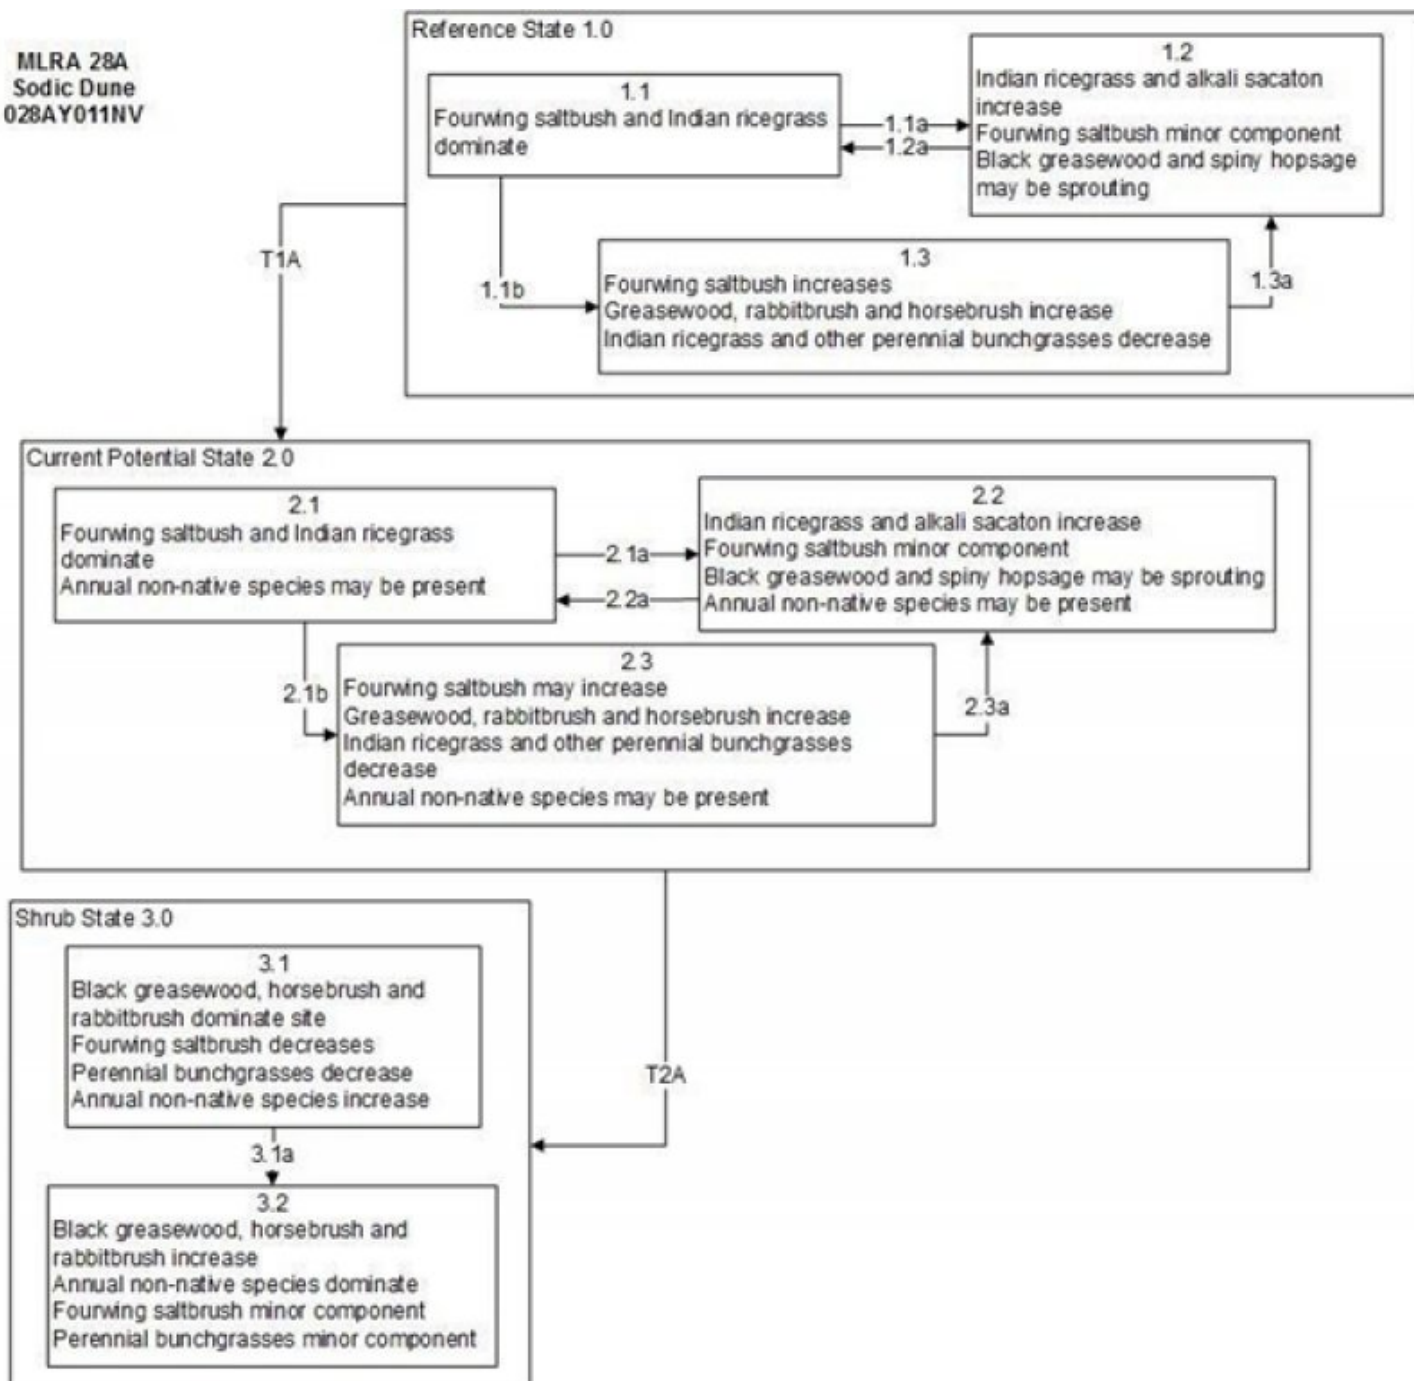 MLRA 28A
Sodic Dune
028AY011NV
Reference State 1.0
1.1
Fourwing saltbush and Indian ricegrass
dominate
1.1a
1.2a
1.2
Indian ricegrass and alkali sacaton
increase
Fourwing saltbush minor component
Black greasewood and spiny hopsage
may be sprouting
1.1b
1.3
Fourwing saltbush increases
Greasewood, rabbitbrush and horsebrush increase
Indian ricegrass and other perennial bunchgrasses decrease
1.3a
T1A
Current Potential State 2.0
2.1
Fourwing saltbush and Indian ricegrass
dominate
Annual non-native species may be present
2.1a
2.2a
2.2
Indian ricegrass and alkali sacaton increase
Fourwing saltbush minor component
Black greasewood and spiny hopsage may be sprouting
Annual non-native species may be present
2.1b
2.3
Fourwing saltbush may increase
Greasewood, rabbitbrush and horsebrush increase
Indian ricegrass and other perennial bunchgrasses
decrease
Annual non-native species may be present
2.3a
Shrub State 3.0
3.1
Black greasewood, horsebrush and
rabbitbrush dominate site
Fourwing saltbrush decreases
Perennial bunchgrasses decrease
Annual non-native species increase
T2A
3.1a
3.2
Black greasewood, horsebrush and
rabbitbrush increase
Annual non-native species dominate
Fourwing saltbrush minor component
Perennial bunchgrasses minor component